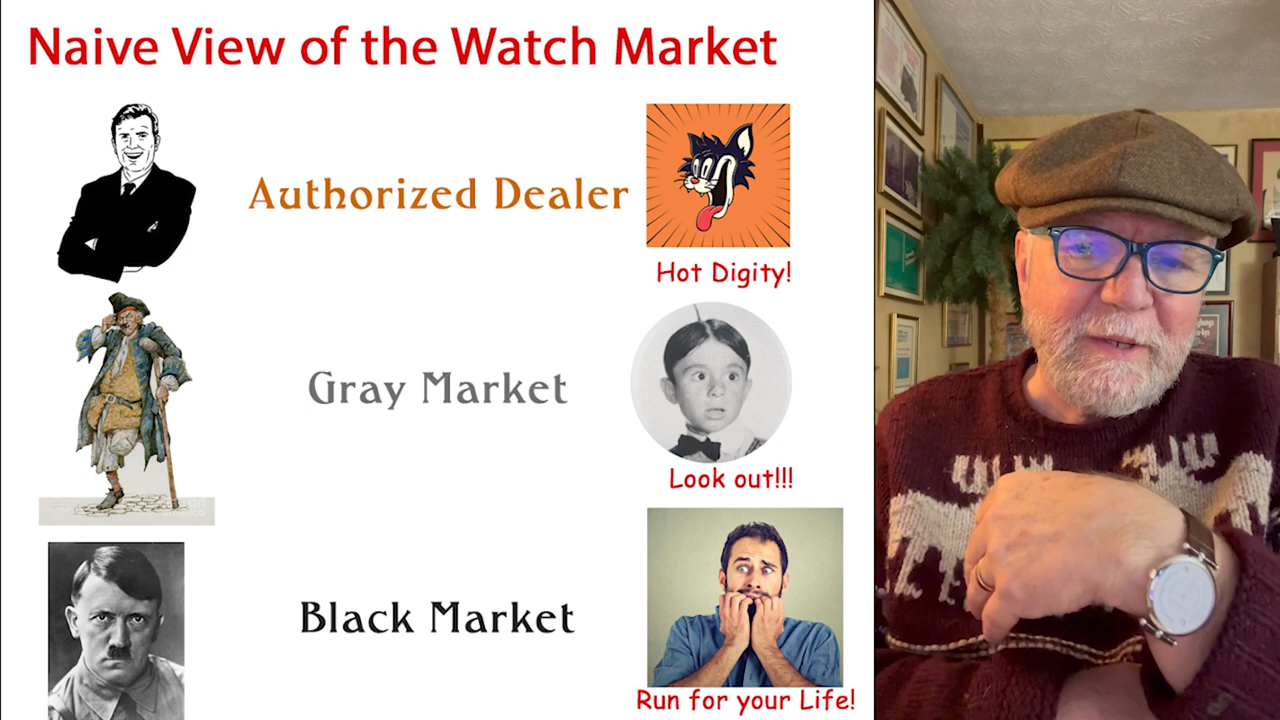 Naive View of the Watch Market
Authorized Dealer
Hot Digity!
Gray Market
Look out!!!
Black Market
Run for your Life!